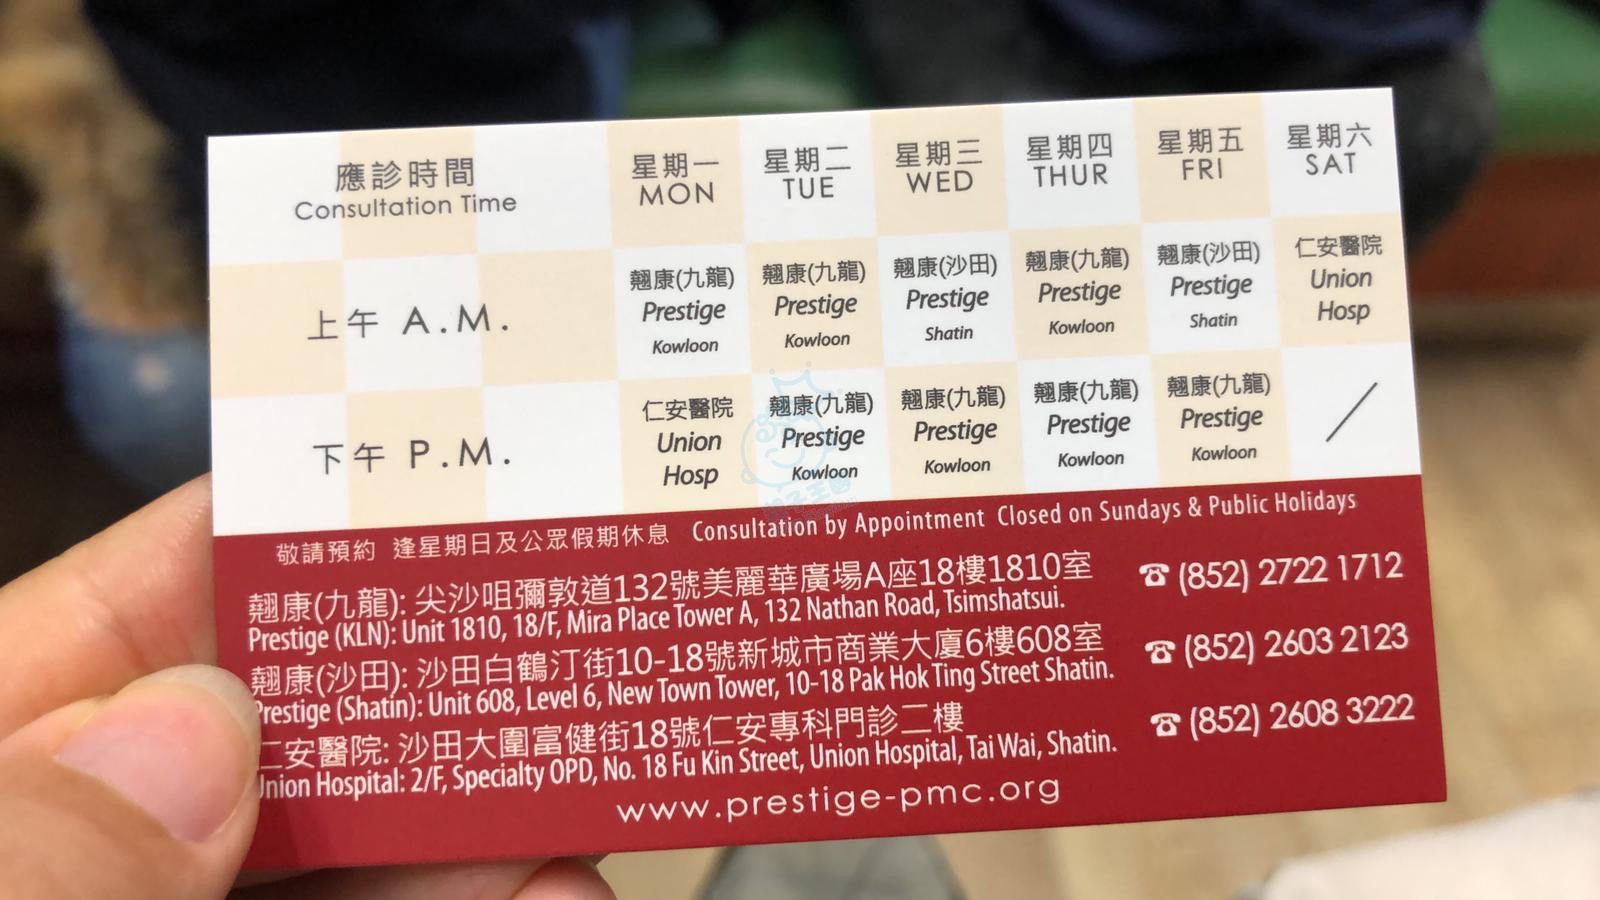 應診時間
Consultation Time
星期一 星期二 星期三 星期四 星期五 星期六
MON TUE WED THUR FRI SAT
上午 A.M.
翹康(九龍) 翹康(九龍) 翹康(沙田) 翹康(九龍) 翹康(沙田) 仁安醫院
Prestige Prestige Prestige Prestige Prestige Union
Kowloon Kowloon Shatin Kowloon Shatin Hosp
下午 P.M.
仁安醫院 翹康(九龍) 翹康(九龍) 翹康(九龍) 翹康(九龍) /
Union Prestige Prestige Prestige Prestige
Hosp Kowloon Kowloon Kowloon Kowloon
敬請預約 逢星期日及公眾假期休息 Consultation by Appointment Closed on Sundays & Public Holidays
翹康(九龍): 尖沙咀彌敦道132號美麗華廣場A座18樓1810室 ☎ (852) 2722 1712
Prestige (KLN): Unit 1810, 18/F, Mira Place Tower A, 132 Nathan Road, Tsimshatsui.
翹康(沙田): 沙田白鶴汀街10-18號新城市商業大廈6樓608室 ☎ (852) 2603 2123
Prestige (Shatin): Unit 608, Level 6, New Town Tower, 10-18 Pak Hok Ting Street Shatin.
仁安醫院: 沙田大圍富健街18號仁安專科門診二樓 ☎ (852) 2608 3222
Union Hospital: 2/F, Specialty OPD, No. 18 Fu Kin Street, Union Hospital, Tai Wai, Shatin.
www.prestige-pmc.org